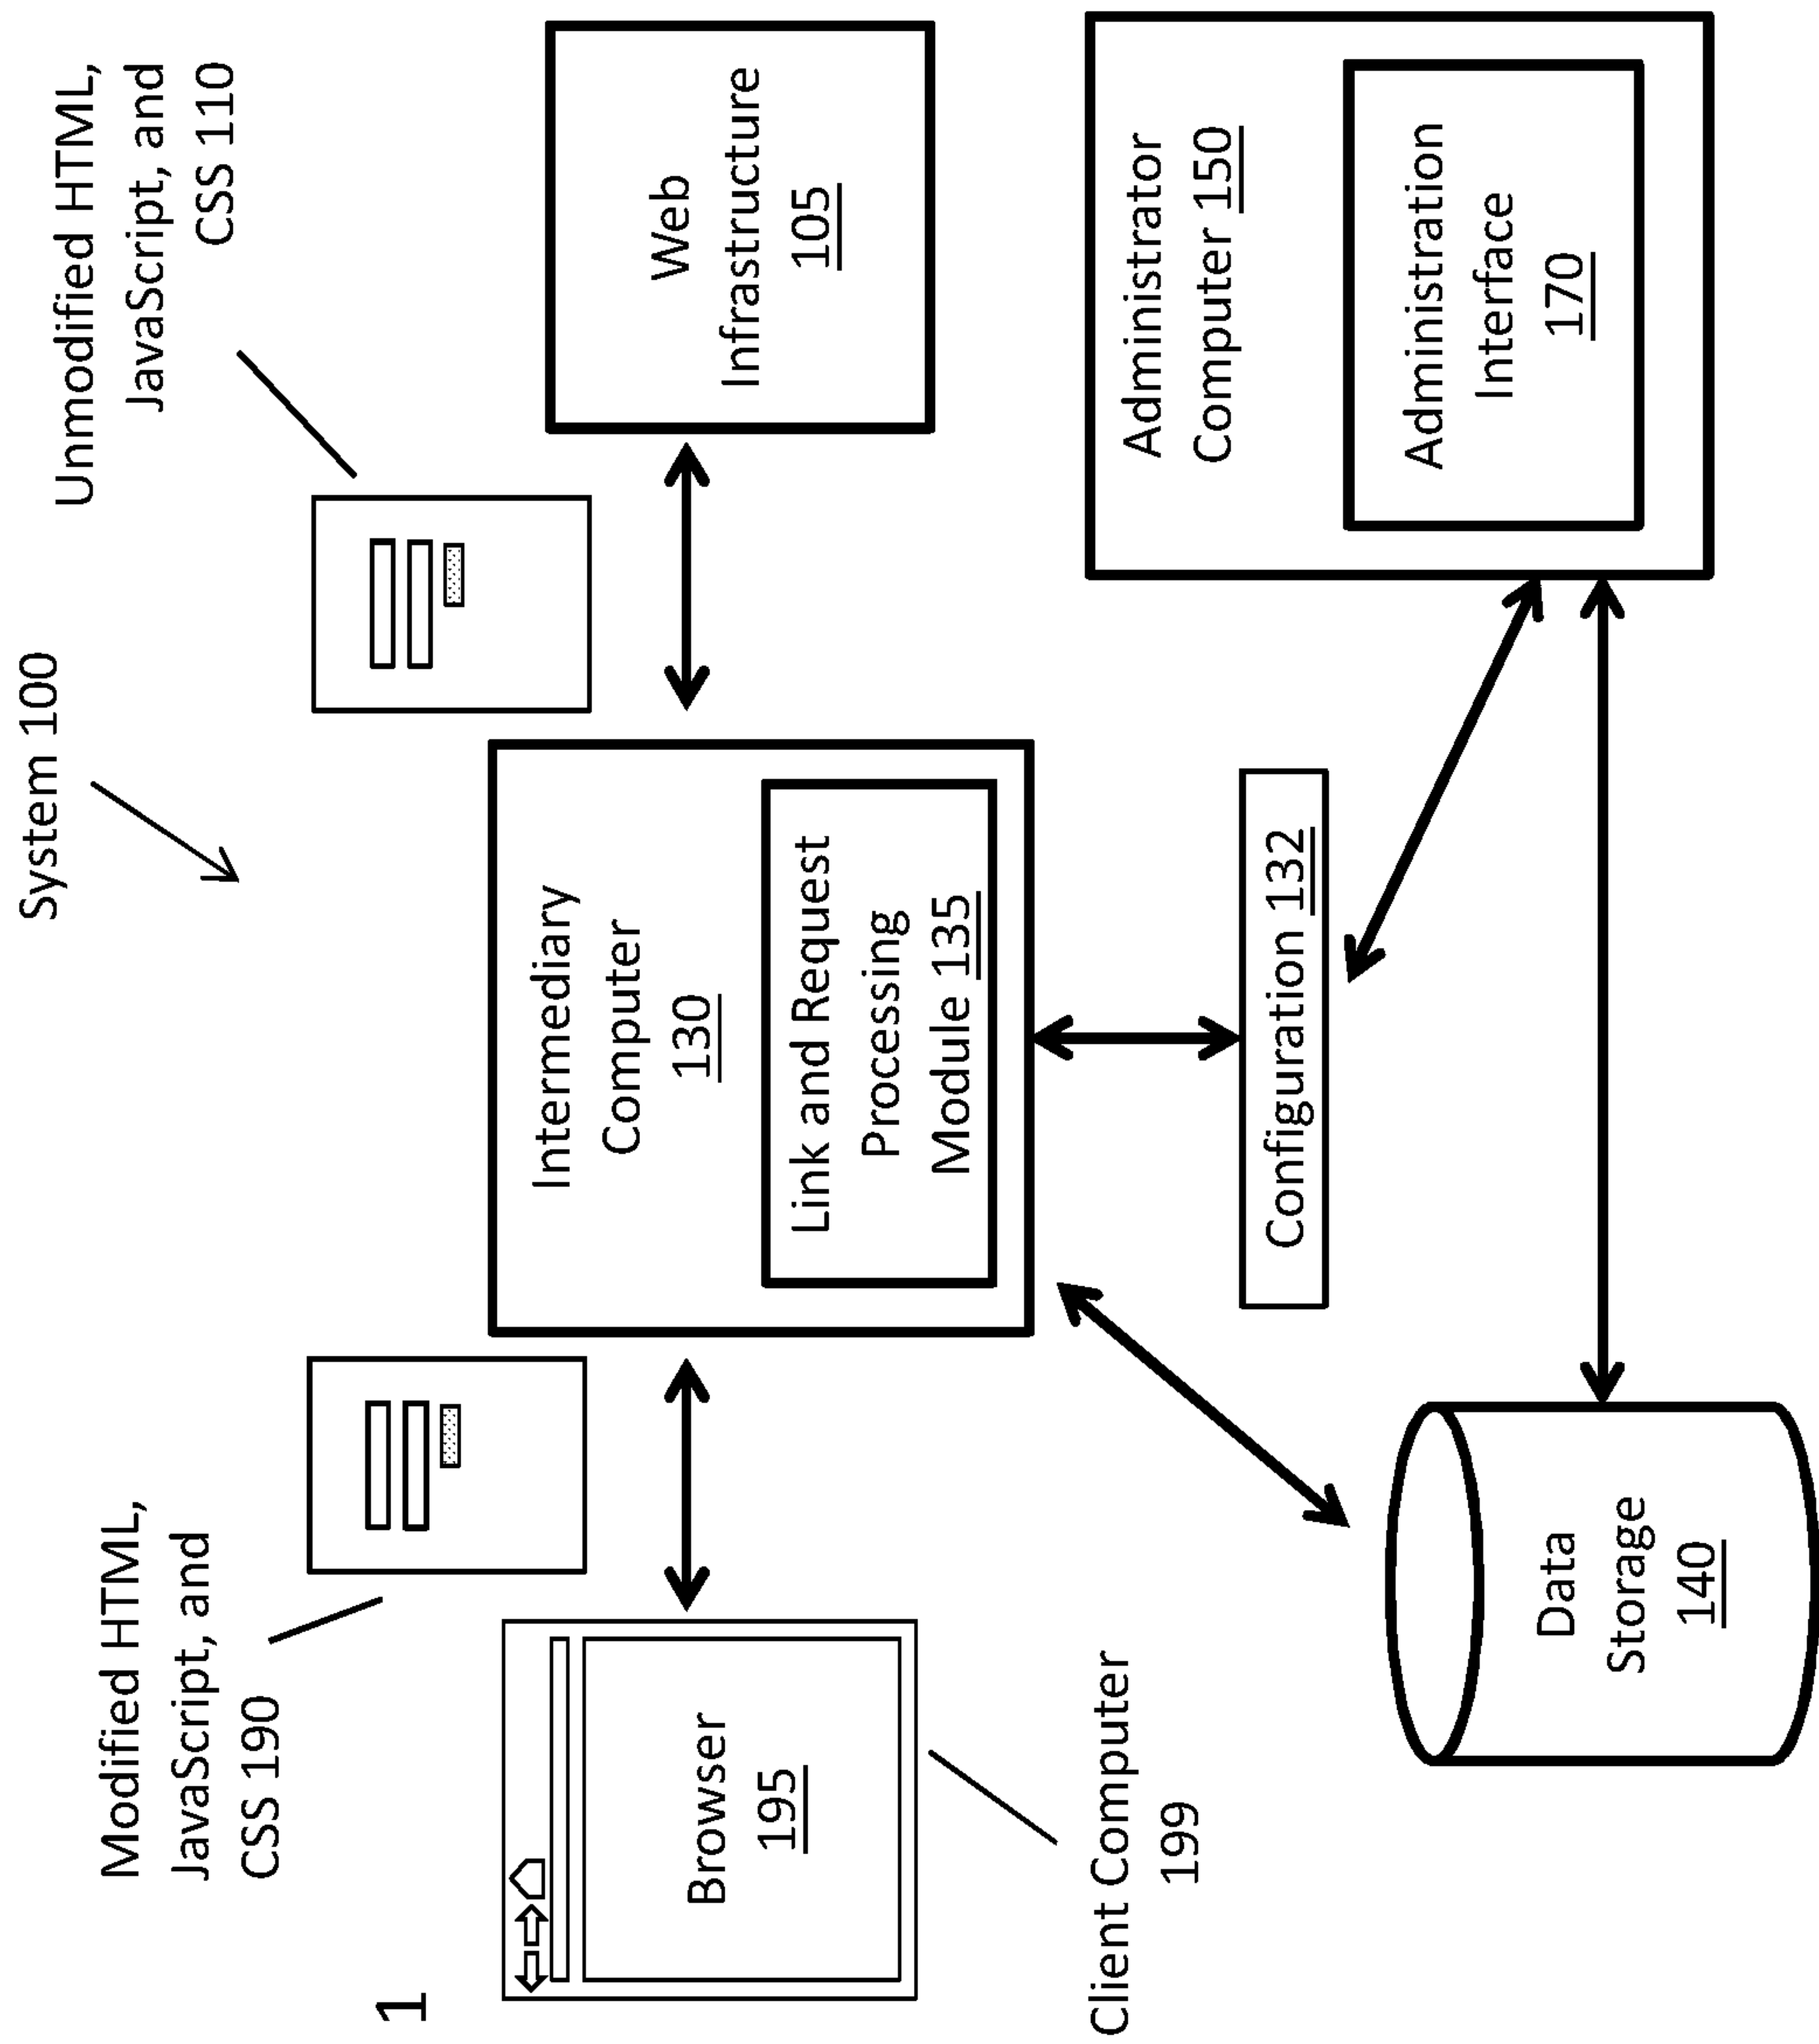 System 100
Modified HTML,
JavaScript, and
CSS 190
Unmodified HTML,
JavaScript, and
CSS 110
1
Browser
195
Client Computer
199
Intermediary
Computer
130
Link and Request
Processing
Module 135
Web
Infrastructure
105
Configuration 132
Data
Storage
140
Administrator
Computer 150
Administration
Interface
170